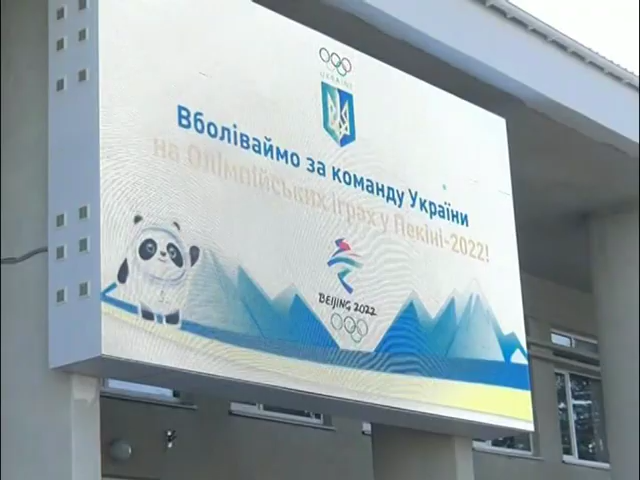 UKRAINE
Вболіваймо за команду України
на Олімпійських іграх у Пекіні-2022!
BEIJING 2022